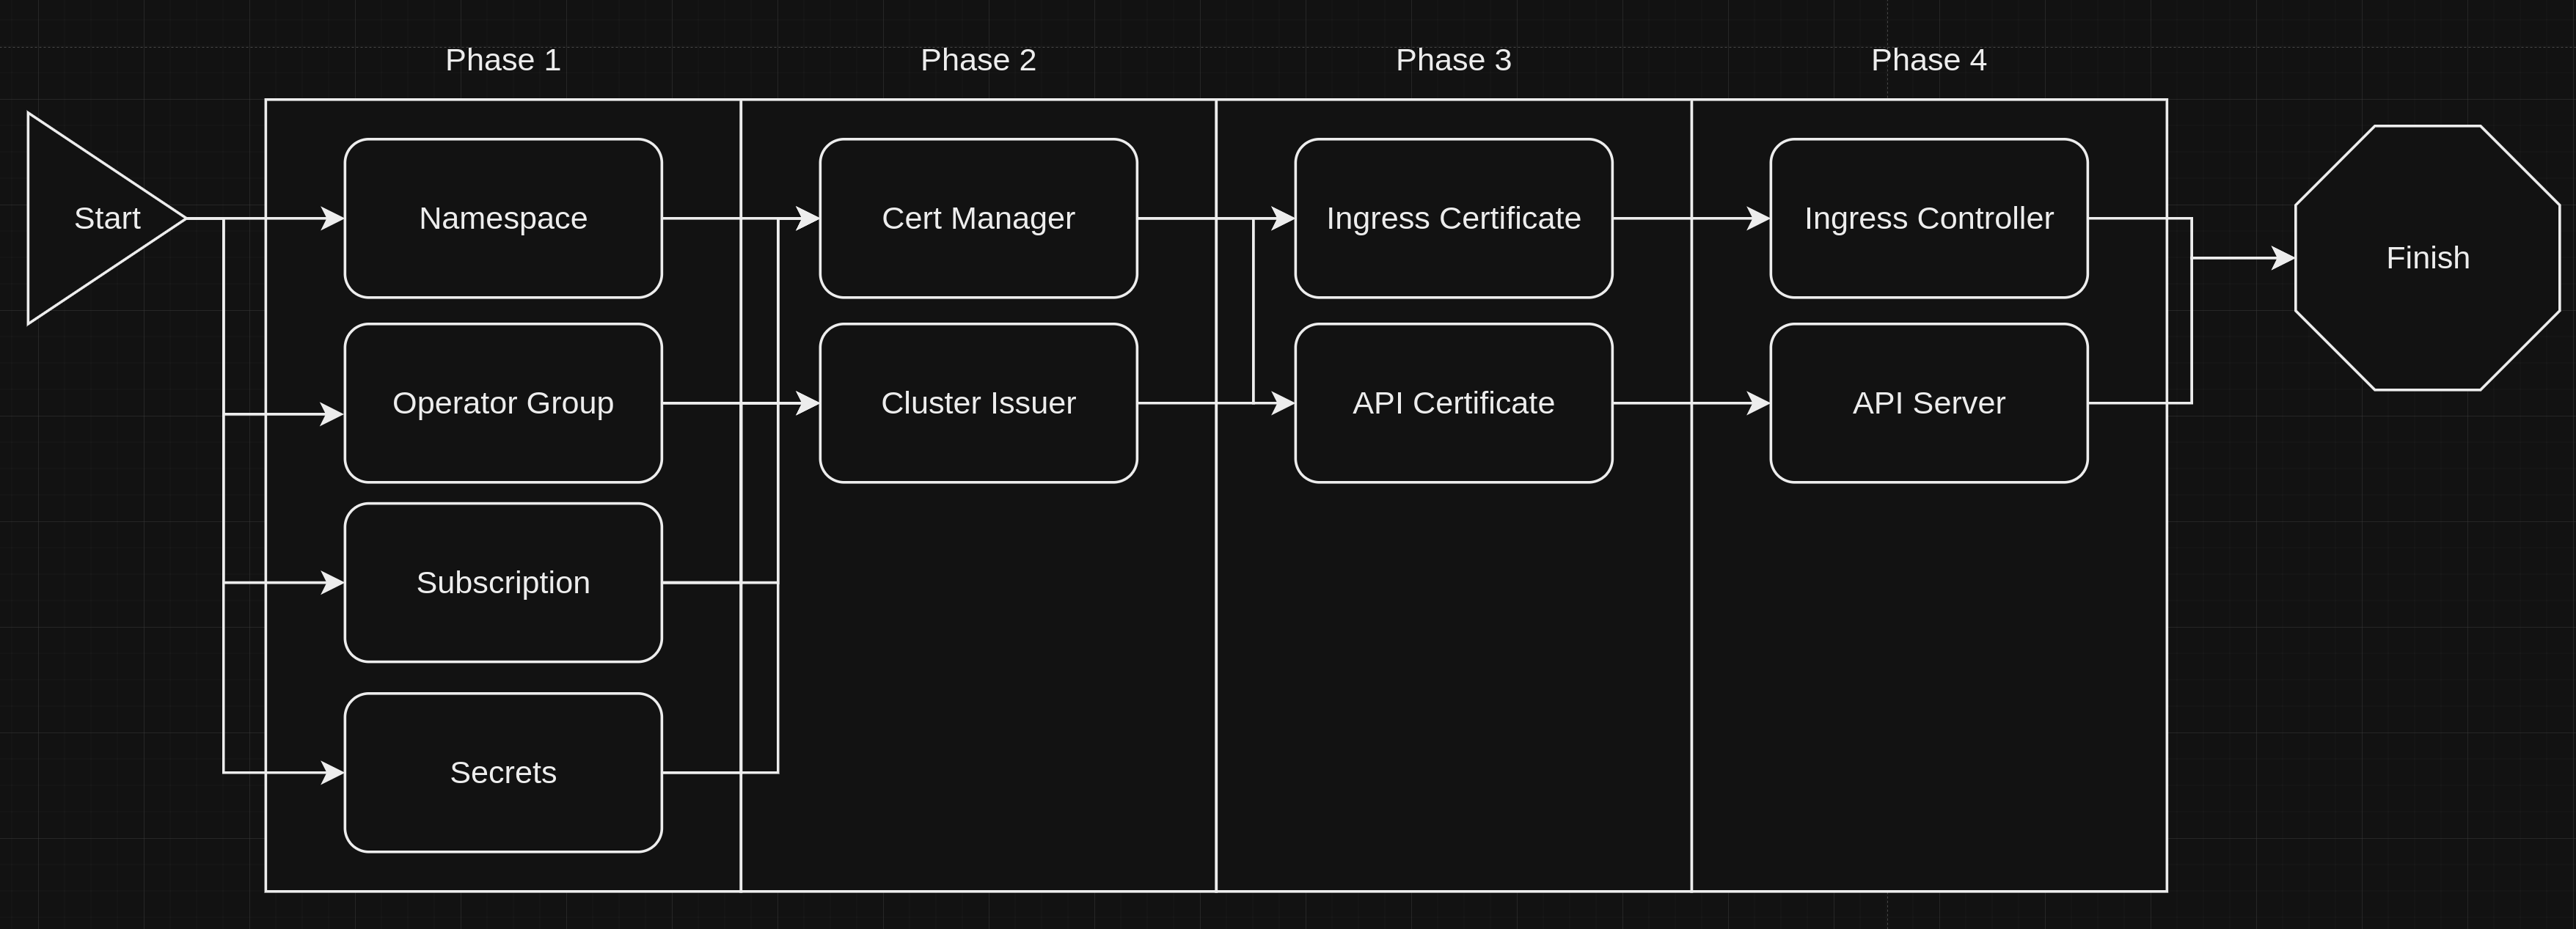 Phase 1
Phase 2
Phase 3
Phase 4
Start
Namespace
Cert Manager
Ingress Certificate
Ingress Controller
Finish
Operator Group
Cluster Issuer
API Certificate
API Server
Subscription
Secrets